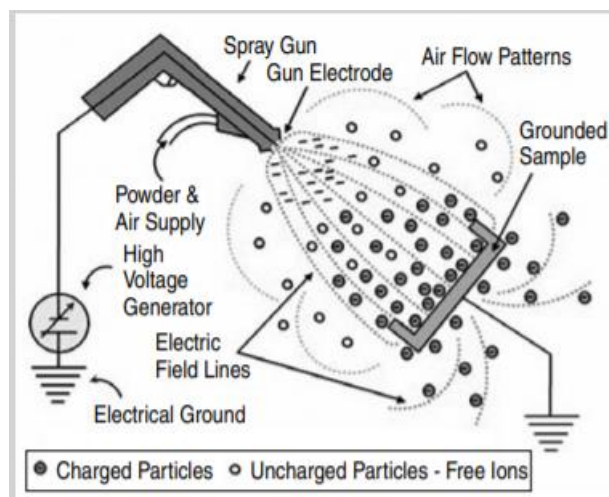 Spray Gun
Gun Electrode
Air Flow Patterns
Grounded
Sample
Powder &
Air Supply
High
Voltage
Generator
Electric
Field Lines
Electrical Ground
Charged Particles
Uncharged Particles - Free Ions